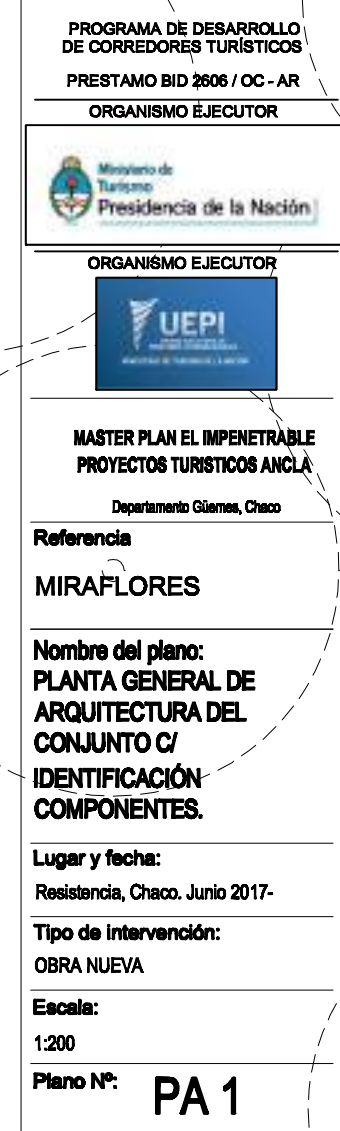 PROGRAMA DE DESARROLLO
DE CORREDORES TURÍSTICOS
PRESTAMO BID 2606 / OC - AR
ORGANISMO EJECUTOR
Ministerio de
Turismo
Presidencia de la Nación
ORGANISMO EJECUTOR
UEPI
MASTER PLAN EL IMPENETRABLE
PROYECTOS TURISTICOS ANCLA
Departamento Güemes, Chaco
Referencia
MIRAFLORES
Nombre del plano:
PLANTA GENERAL DE
ARQUITECTURA DEL
CONJUNTO C/
IDENTIFICACIÓN
COMPONENTES.
Lugar y fecha:
Resistencia, Chaco. Junio 2017-
Tipo de intervención:
OBRA NUEVA
Escala:
1:200
Plano Nº:
PA 1